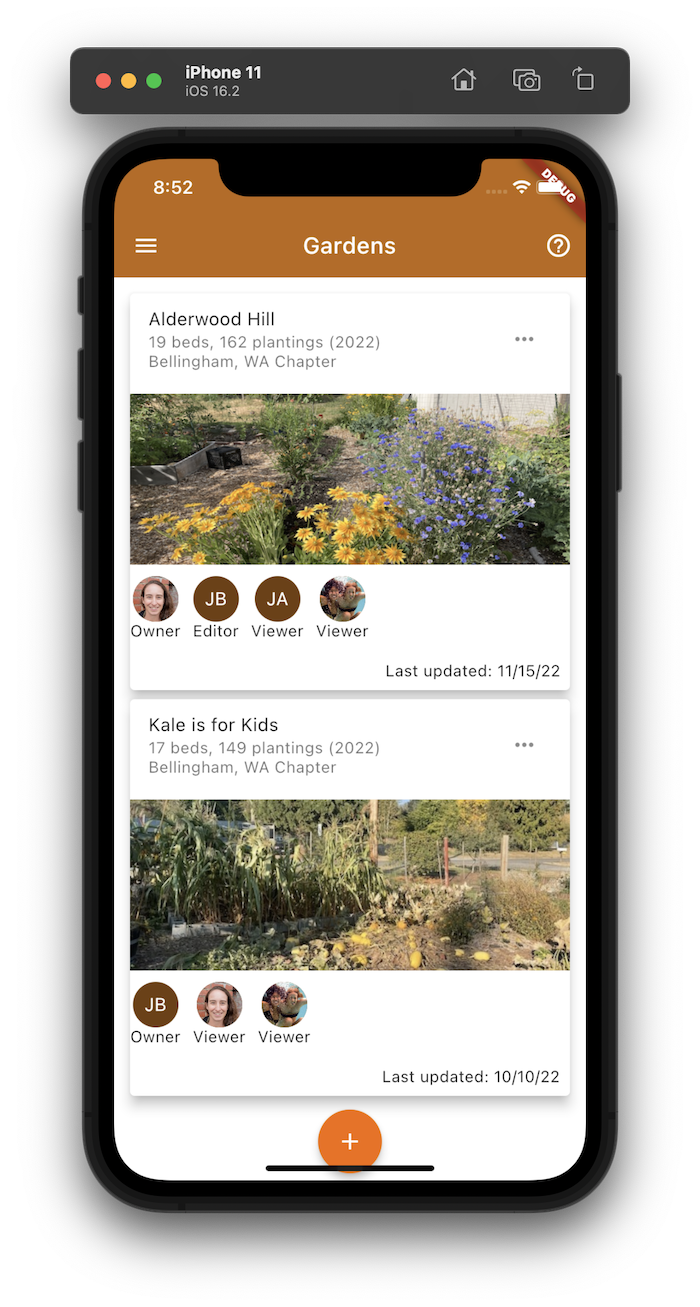 iPhone 11
iOS 16.2
8:52
DEBUG
Gardens
Alderwood Hill
19 beds, 162 plantings (2022)
Bellingham, WA Chapter
JB
JA
Owner
Editor
Viewer
Viewer
Last updated: 11/15/22
Kale is for Kids
17 beds, 149 plantings (2022)
Bellingham, WA Chapter
JB
Owner
Viewer
Viewer
Last updated: 10/10/22